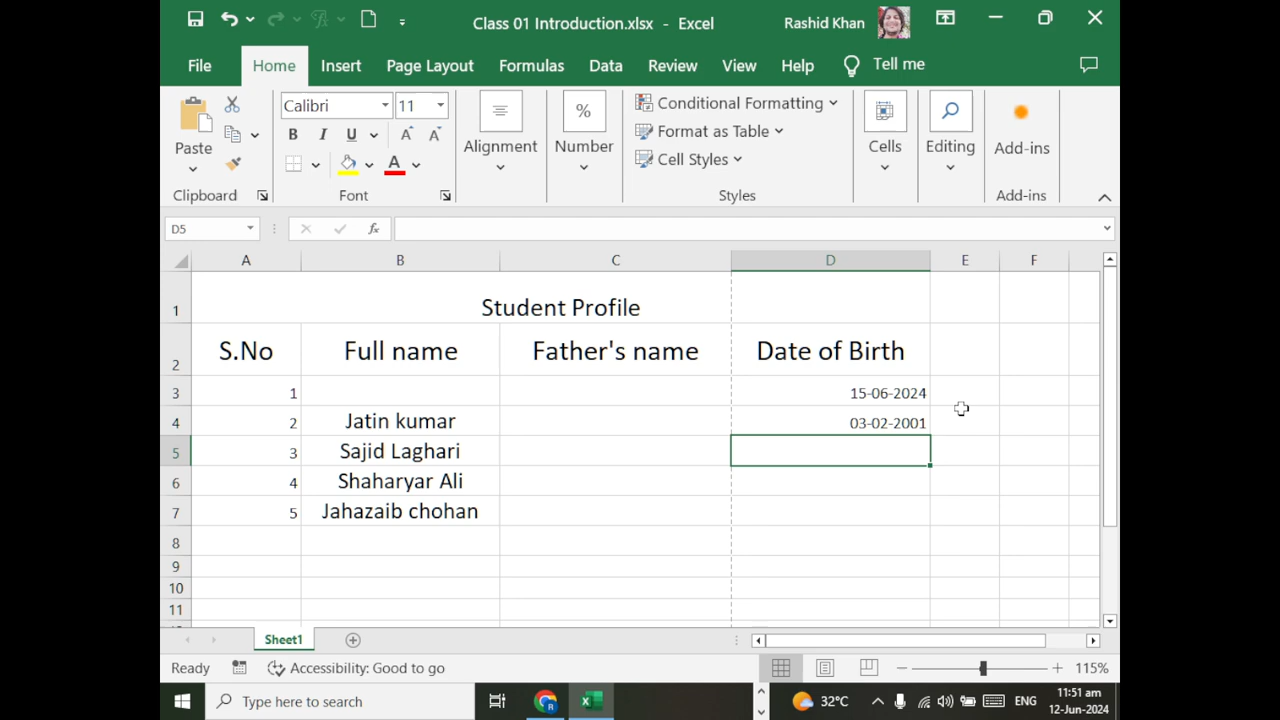 Class 01 Introduction.xlsx - Excel
Rashid Khan
File Home Insert Page Layout Formulas Data Review View Help Tell me
Paste
Clipboard
Calibri 11
B I U A A
A
Font
Alignment
%
Number
Conditional Formatting
Format as Table
Cell Styles
Styles
Cells
Editing
Add-ins
Add-ins
D5 fx
A B C D E F
1 Student Profile
2 S.No Full name Father's name Date of Birth
3 1 15-06-2024
4 2 Jatin kumar 03-02-2001
5 3 Sajid Laghari
6 4 Shaharyar Ali
7 5 Jahazaib chohan
8
9
10
11
Sheet1
Ready Accessibility: Good to go 115%
Type here to search R 32°C ENG 11:51 am
12-Jun-2024